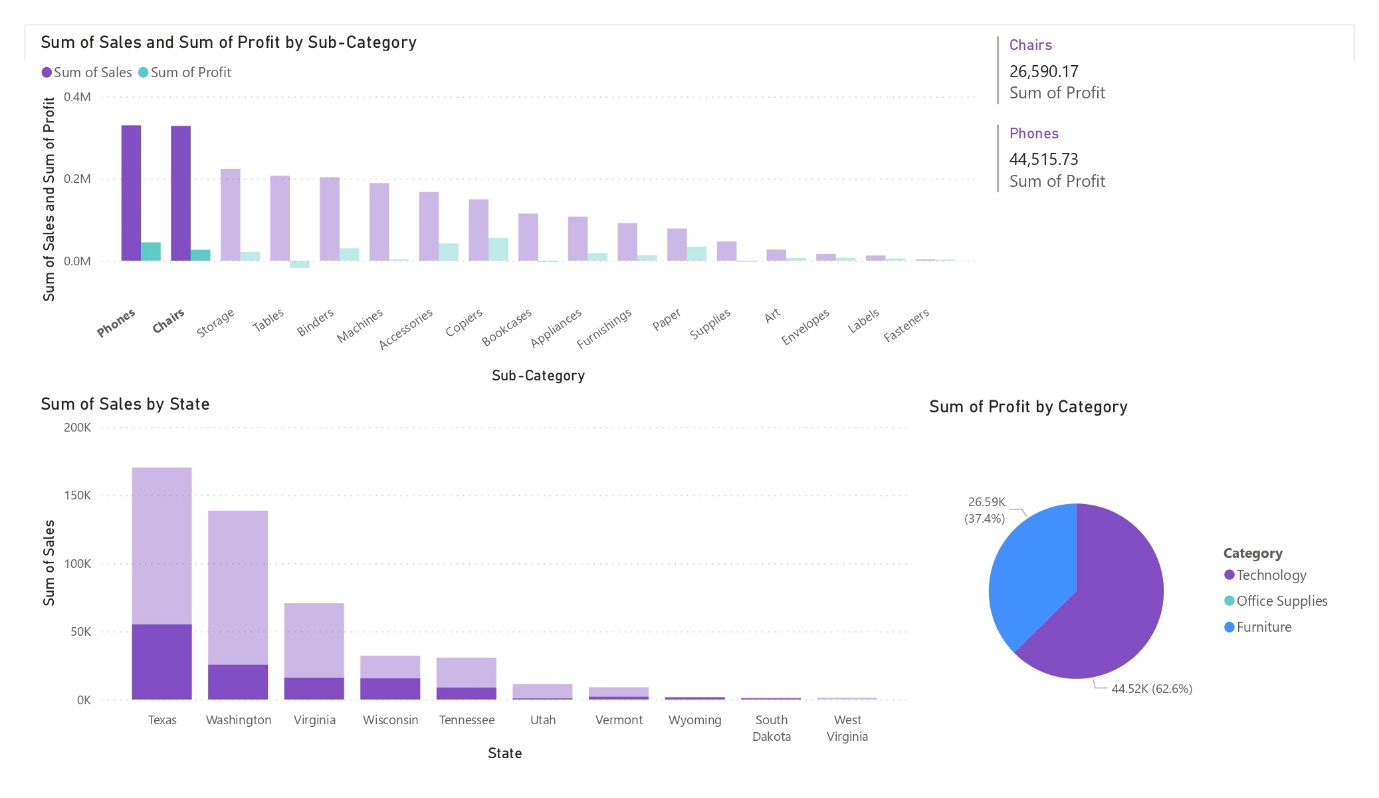 Sum of Sales and Sum of Profit by Sub-Category
Sum of Sales Sum of Profit
Sum of Sales and Sum of Profit
0.4M
0.2M
0.0M
Phones
Chairs
Storage
Tables
Binders
Machines
Accessories
Copiers
Bookcases
Appliances
Furnishings
Paper
Supplies
Art
Envelopes
Labels
Fasteners
Sub-Category
Chairs
26,590.17
Sum of Profit
Phones
44,515.73
Sum of Profit
Sum of Sales by State
Sum of Sales
200K
150K
100K
50K
0K
Texas
Washington
Virginia
Wisconsin
Tennessee
Utah
Vermont
Wyoming
South
Dakota
West
Virginia
State
Sum of Profit by Category
26.59K
(37.4%)
44.52K (62.6%)
Category
Technology
Office Supplies
Furniture